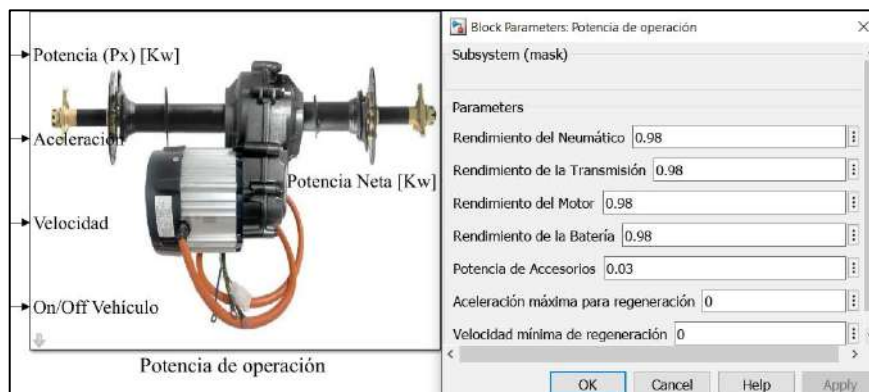 Potencia (Px) [Kw]
Aceleración
Potencia Neta [Kw]
Velocidad
On/Off Vehículo
Potencia de operación
Block Parameters: Potencia de operación
Subsystem (mask)
Parameters
Rendimiento del Neumático 0.98
Rendimiento de la Transmisión 0.98
Rendimiento del Motor 0.98
Rendimiento de la Batería 0.98
Potencia de Accesorios 0.03
Aceleración máxima para regeneración 0
Velocidad mínima de regeneración 0
OK Cancel Help Apply